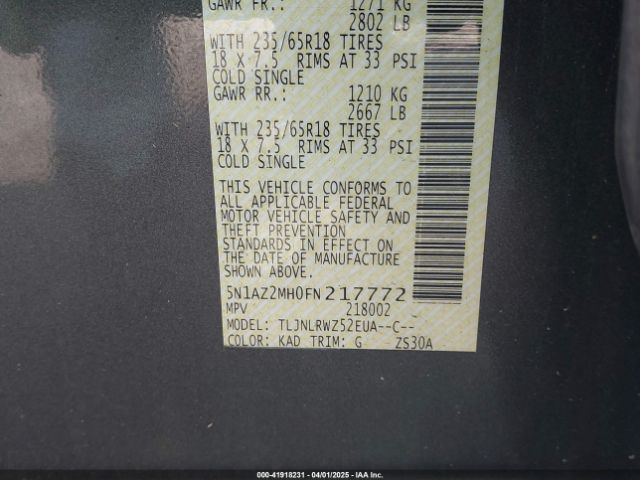 GAWR FR.: 1271 KG
2802 LB
WITH 235/65R18 TIRES
18 X 7.5 RIMS AT 33 PSI
COLD SINGLE
GAWR RR.: 1210 KG
2667 LB
WITH 235/65R18 TIRES
18 X 7.5 RIMS AT 33 PSI
COLD SINGLE
THIS VEHICLE CONFORMS TO
ALL APPLICABLE FEDERAL
MOTOR VEHICLE SAFETY AND
THEFT PREVENTION
STANDARDS IN EFFECT ON
THE DATE OF MANUFACTURE
SHOWN ABOVE.
5N1AZ2MH0FN217772
MPV 218002
MODEL: TLJNLRWZ52EUA--C--
COLOR: KAD TRIM: G ZS30A
000-41918231 - 04/01/2025 - IAA Inc.